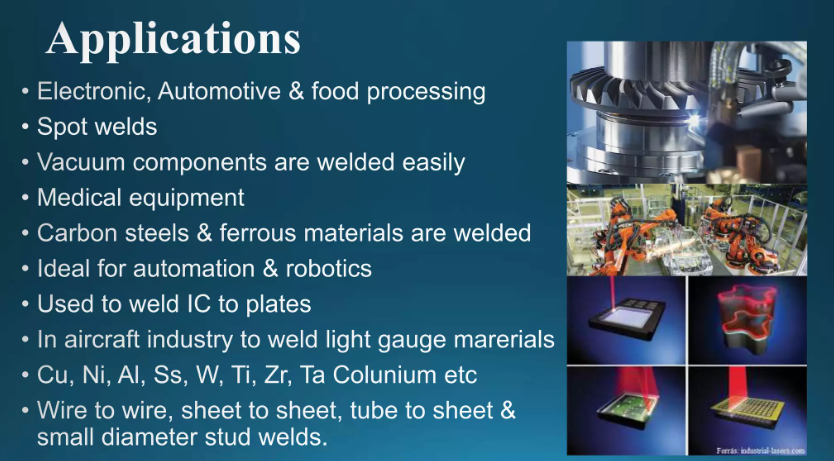 Applications
• Electronic, Automotive & food processing
• Spot welds
• Vacuum components are welded easily
• Medical equipment
• Carbon steels & ferrous materials are welded
• Ideal for automation & robotics
• Used to weld IC to plates
• In aircraft industry to weld light gauge marerials
• Cu, Ni, Al, Ss, W, Ti, Zr, Ta Colunium etc
• Wire to wire, sheet to sheet, tube to sheet &
small diameter stud welds.
Forrás: industrial-lasers.com